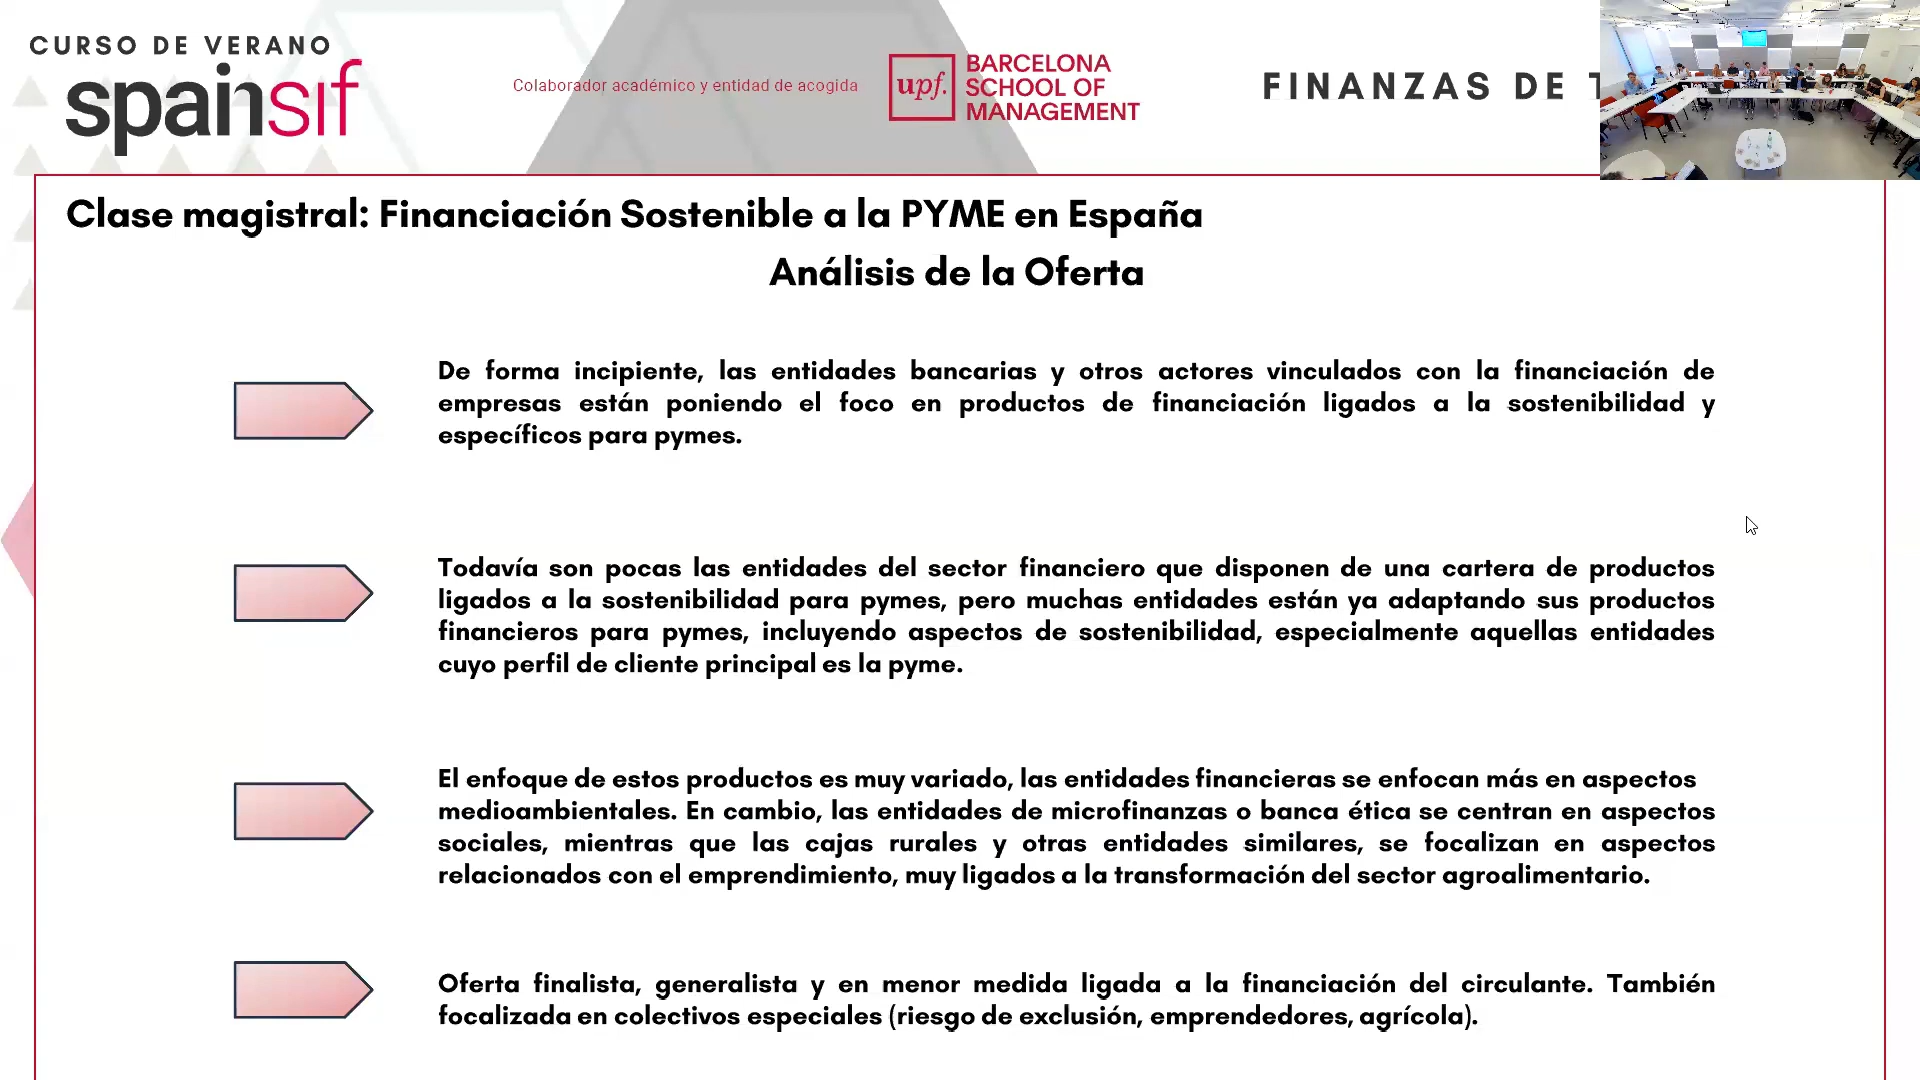 CURSO DE VERANO
spainsif
Colaborador académico y entidad de acogida
upf.
BARCELONA
SCHOOL OF
MANAGEMENT
FINANZAS DE T
Clase magistral: Financiación Sostenible a la PYME en España
Análisis de la Oferta
De forma incipiente, las entidades bancarias y otros actores vinculados con la financiación de
empresas están poniendo el foco en productos de financiación ligados a la sostenibilidad y
específicos para pymes.
Todavía son pocas las entidades del sector financiero que disponen de una cartera de productos
ligados a la sostenibilidad para pymes, pero muchas entidades están ya adaptando sus productos
financieros para pymes, incluyendo aspectos de sostenibilidad, especialmente aquellas entidades
cuyo perfil de cliente principal es la pyme.
El enfoque de estos productos es muy variado, las entidades financieras se enfocan más en aspectos
medioambientales. En cambio, las entidades de microfinanzas o banca ética se centran en aspectos
sociales, mientras que las cajas rurales y otras entidades similares, se focalizan en aspectos
relacionados con el emprendimiento, muy ligados a la transformación del sector agroalimentario.
Oferta finalista, generalista y en menor medida ligada a la financiación del circulante. También
focalizada en colectivos especiales (riesgo de exclusión, emprendedores, agrícola).